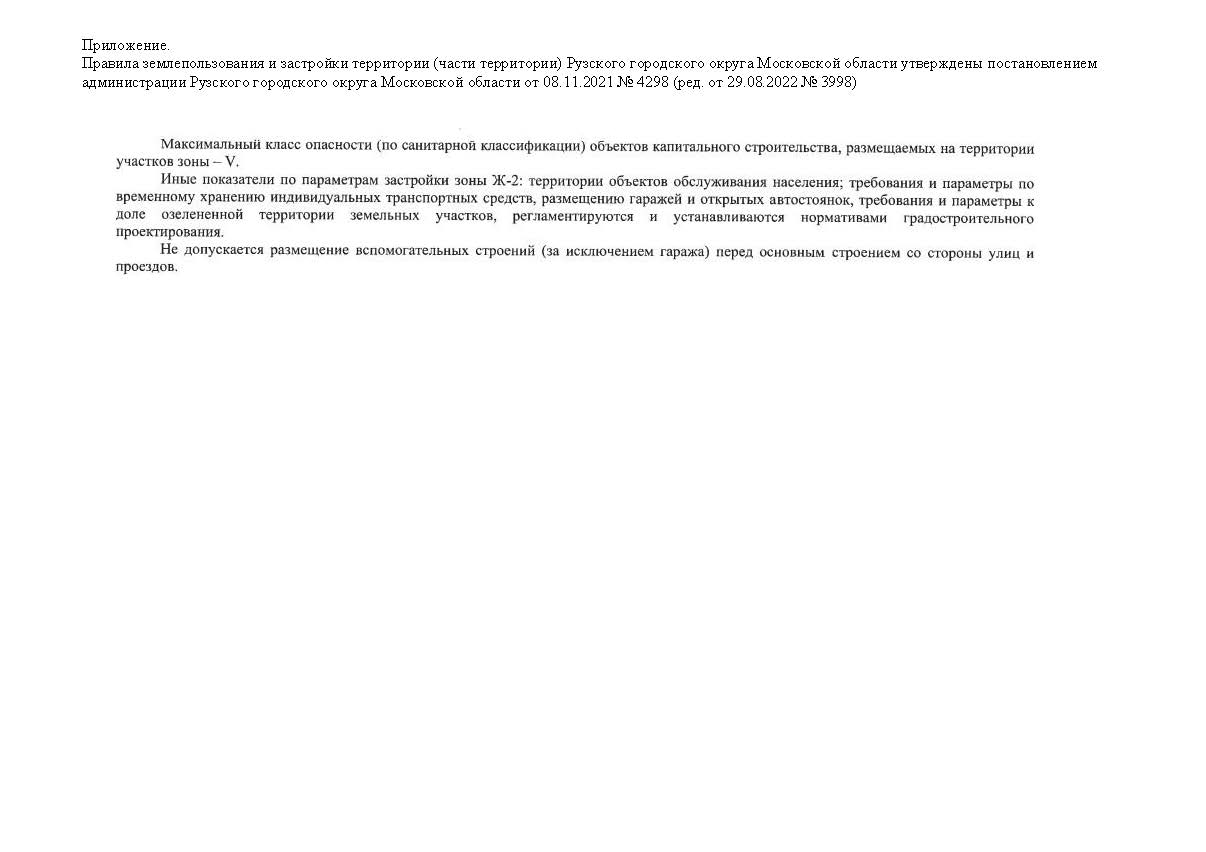 Приложение.
Правила землепользования и застройки территории (части территории) Рузского городского округа Московской области утверждены постановлением
администрации Рузского городского округа Московской области от 08.11.2021 № 4298 (ред. от 29.08.2022 № 3998)
Максимальный класс опасности (по санитарной классификации) объектов капитального строительства, размещаемых на территории
участков зоны – V.
Иные показатели по параметрам застройки зоны Ж-2: территории объектов обслуживания населения; требования и параметры по
временному хранению индивидуальных транспортных средств, размещению гаражей и открытых автостоянок, требования и параметры к
доле озелененной территории земельных участков, регламентируются и устанавливаются нормативами градостроительного
проектирования.
Не допускается размещение вспомогательных строений (за исключением гаража) перед основным строением со стороны улиц и
проездов.